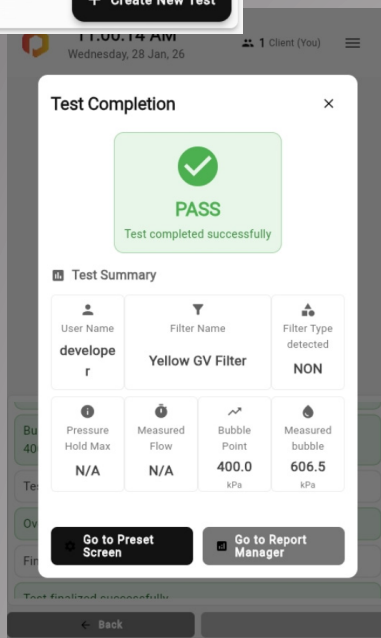 + Create New Test
11:00:14 AM
1 Client (You)
Wednesday, 28 Jan, 26
Test Completion
PASS
Test completed successfully
Test Summary
User Name
Filter Name
Filter Type
detected
develope
r
Yellow GV Filter
NON
Pressure
Hold Max
Measured
Flow
Bubble
Point
Measured
bubble
N/A
N/A
400.0
kPa
606.5
kPa
Bu
40
Te
Ov
Fin
Go to Preset
Screen
Go to Report
Manager
Test finalized successfully
Back